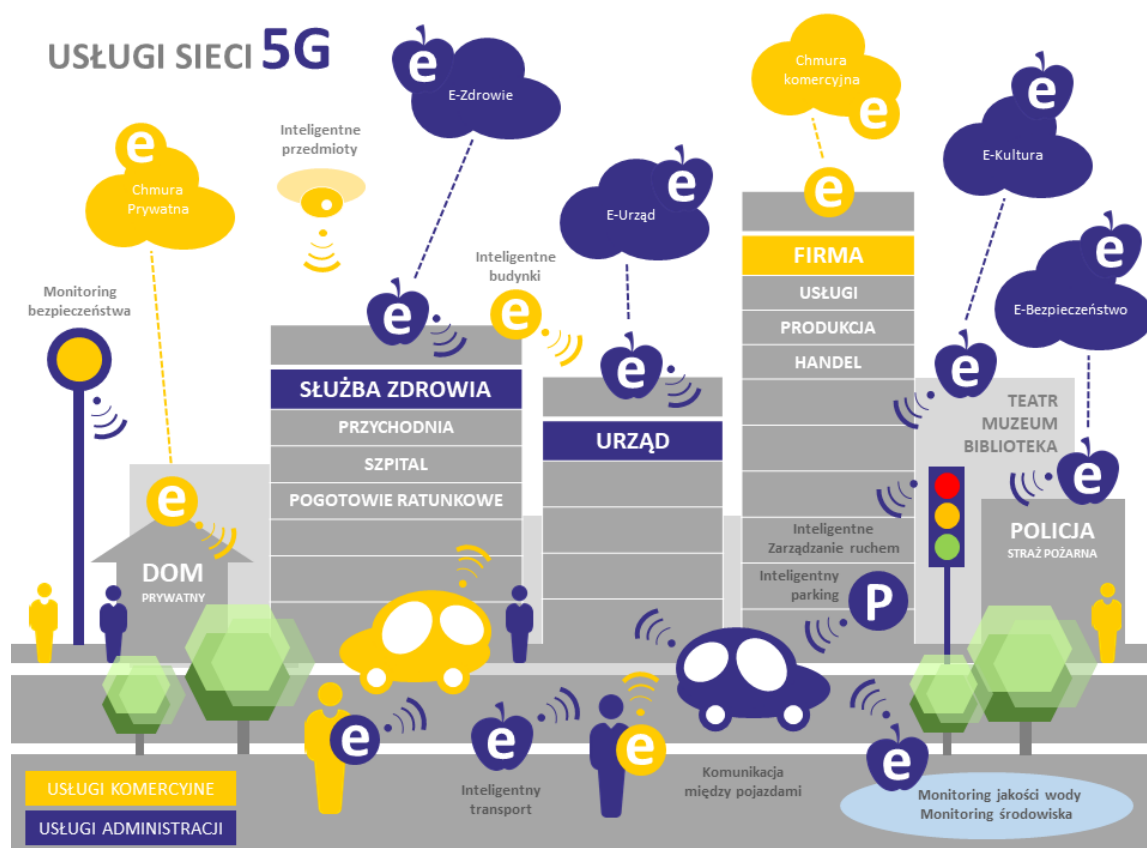 USŁUGI SIECI 5G
e
E-Zdrowie
Chmura
komercyjna
e
e
E-Kultura
e
Chmura
Prywatna
Inteligentne
przedmioty
e
E-Urząd
e
e
E-Bezpieczeństwo
Monitoring
bezpieczeństwa
Inteligentne
budynki
e
e
e
e
e
FIRMA
USŁUGI
PRODUKCJA
HANDEL
SŁUŻBA ZDROWIA
PRZYCHODNIA
SZPITAL
POGOTOWIE RATUNKOWE
URZĄD
TEATR
MUZEUM
BIBLIOTEKA
e
e
DOM
PRYWATNY
POLICJA
STRAŻ POŻARNA
Inteligentne
Zarządzanie ruchem
Inteligentny
parking
P
e
e
e
e
Inteligentny
transport
Komunikacja
między pojazdami
Monitoring jakości wody
Monitoring środowiska
USŁUGI KOMERCYJNE
USŁUGI ADMINISTRACJI